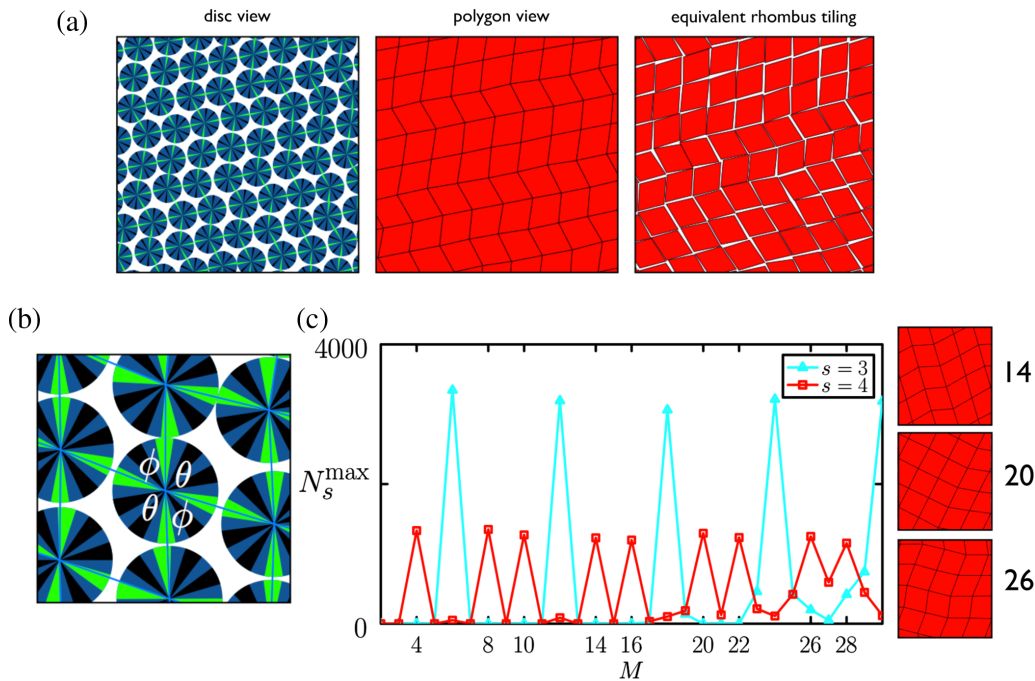 (a)
disc view
polygon view
equivalent rhombus tiling
(b)
ϕ θ
θ ϕ
(c)
4000
N_s^max
0
s = 3
s = 4
4 8 10 14 16 20 22 26 28
M
14
20
26